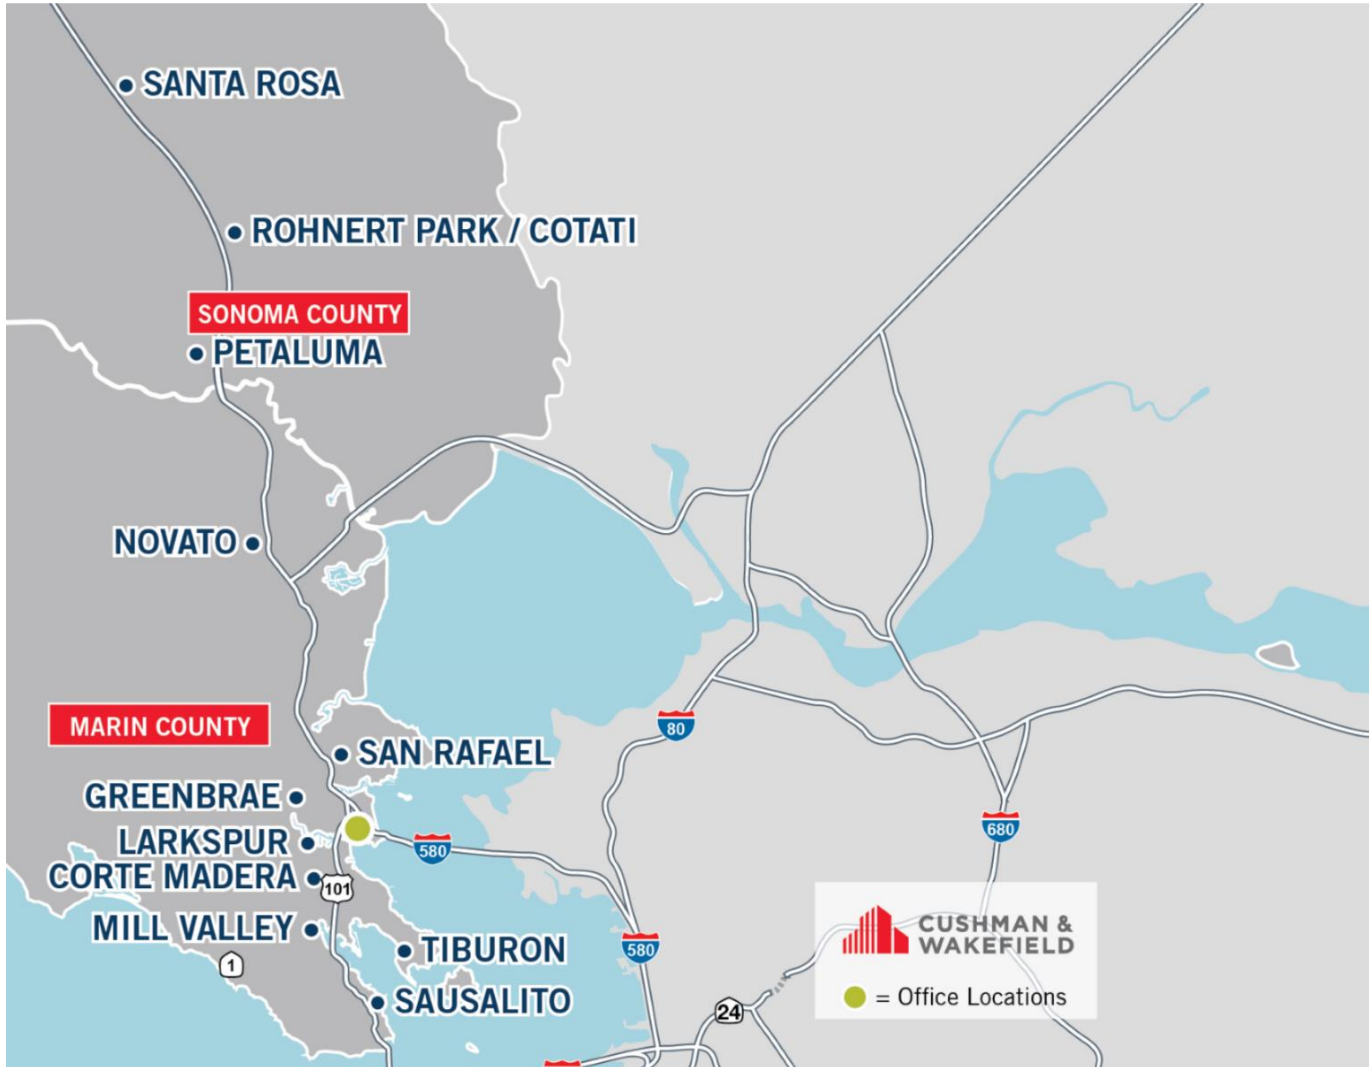 SANTA ROSA
ROHNERT PARK / COTATI
SONOMA COUNTY
PETALUMA
NOVATO
MARIN COUNTY
80
SAN RAFAEL
GREENBRAE
680
LARKSPUR
580
CORTE MADERA
101
MILL VALLEY
CUSHMAN &
WAKEFIELD
580
TIBURON
1
SAUSALITO
= Office Locations
24